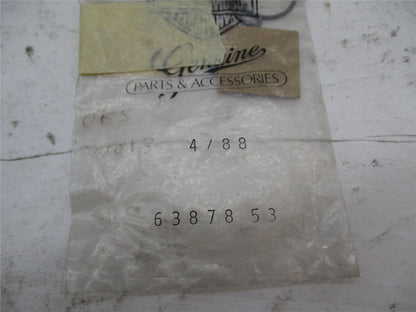 Genuine
PARTS & ACCESSORIES
4/88
63878 53